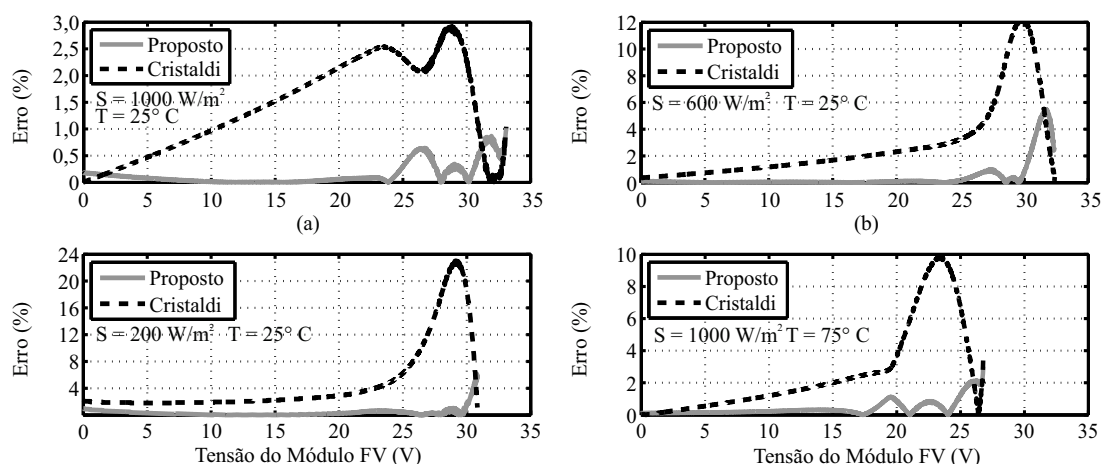 3,0
2,5
2,0
1,5
1,0
0,5
0
Erro (%)
Proposto
Cristaldi
S = 1000 W/m²
T = 25° C
0 5 10 15 20 25 30 35
(a)
12
10
8
6
4
2
0
Erro (%)
Proposto
Cristaldi
S = 600 W/m² T = 25° C
0 5 10 15 20 25 30 35
(b)
24
20
16
12
8
4
Erro (%)
Proposto
Cristaldi
S = 200 W/m² T = 25° C
0 5 10 15 20 25 30 35
Tensão do Módulo FV (V)
10
8
6
4
2
0
Erro (%)
Proposto
Cristaldi
S = 1000 W/m² T = 75° C
0 5 10 15 20 25 30 35
Tensão do Módulo FV (V)